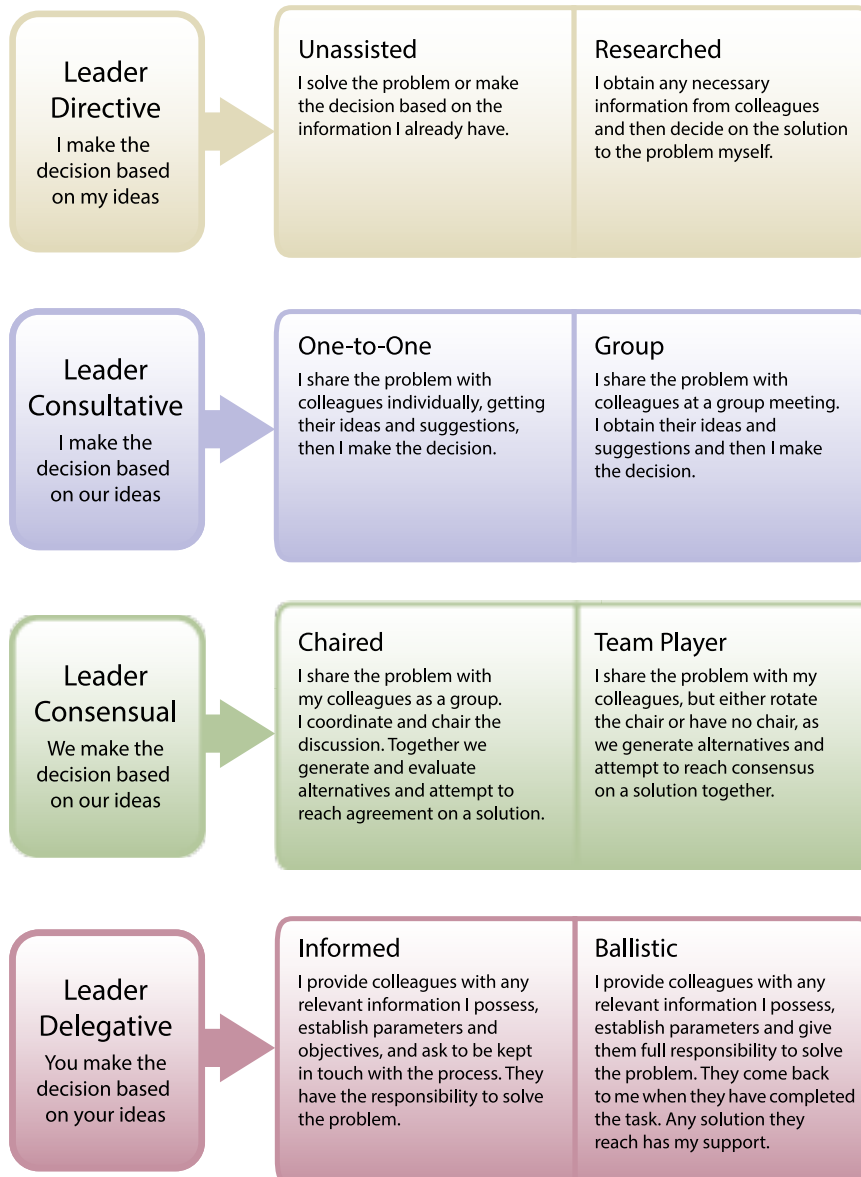 Leader
Directive
I make the
decision based
on my ideas
Unassisted
I solve the problem or make
the decision based on the
information I already have.
Researched
I obtain any necessary
information from colleagues
and then decide on the solution
to the problem myself.
Leader
Consultative
I make the
decision based
on our ideas
One-to-One
I share the problem with
colleagues individually, getting
their ideas and suggestions,
then I make the decision.
Group
I share the problem with
colleagues at a group meeting.
I obtain their ideas and
suggestions and then I make
the decision.
Leader
Consensual
We make the
decision based
on our ideas
Chaired
I share the problem with
my colleagues as a group.
I coordinate and chair the
discussion. Together we
generate and evaluate
alternatives and attempt to
reach agreement on a solution.
Team Player
I share the problem with my
colleagues, but either rotate
the chair or have no chair, as
we generate alternatives and
attempt to reach consensus
on a solution together.
Leader
Delegative
You make the
decision based
on your ideas
Informed
I provide colleagues with any
relevant information I possess,
establish parameters and
objectives, and ask to be kept
in touch with the process. They
have the responsibility to solve
the problem.
Ballistic
I provide colleagues with any
relevant information I possess,
establish parameters and give
them full responsibility to solve
the problem. They come back
to me when they have completed
the task. Any solution they
reach has my support.